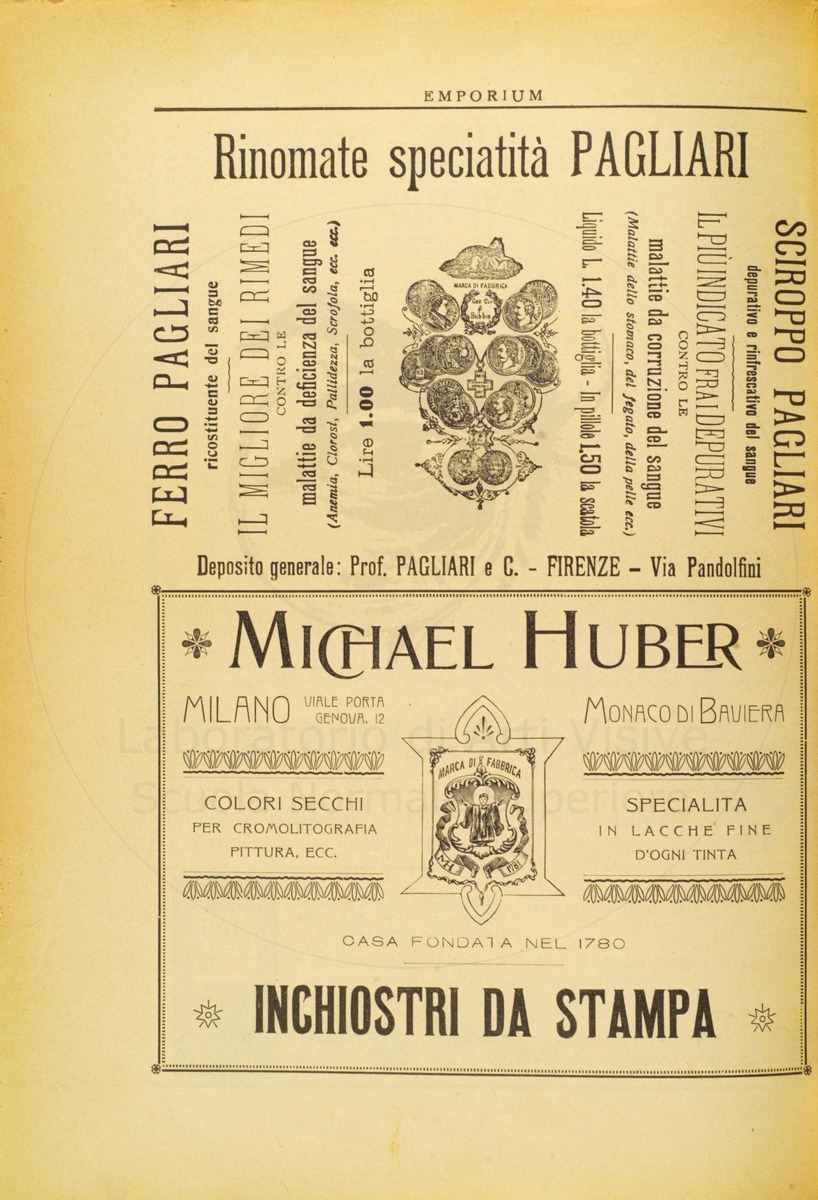 EMPORIUM
Rinomate speciatità PAGLIARI
FERRO PAGLIARI
ricostituente del sangue
IL MIGLIORE DEI RIMEDI
CONTRO LE
malattie da deficienza del sangue
(Anemia, Clorosi, Pallidezza, Scrofola, ecc. ecc.)
Lire 1.00 la bottiglia
MARCA DI FABBRICA
SCIROPPO PAGLIARI
depurativo e rinfrescativo del sangue
IL PIÙ INDICATO FRA I DEPURATIVI
CONTRO LE
malattie da corruzione del sangue
(Malattie dello stomaco, del fegato, della pelle ecc.)
Liquido L. 1.40 la bottiglia - In pillole 1,50 la scatola
Deposito generale: Prof. PAGLIARI e C. - FIRENZE - Via Pandolfini
MICHAEL HUBER
MILANO VIALE PORTA
GENOVA, 12
MONACO DI BAVIERA
MARCA DI FABBRICA
COLORI SECCHI
PER CROMOLITOGRAFIA
PITTURA, ECC.
SPECIALITA
IN LACCHE FINE
D'OGNI TINTA
CASA FONDATA NEL 1780
INCHIOSTRI DA STAMPA